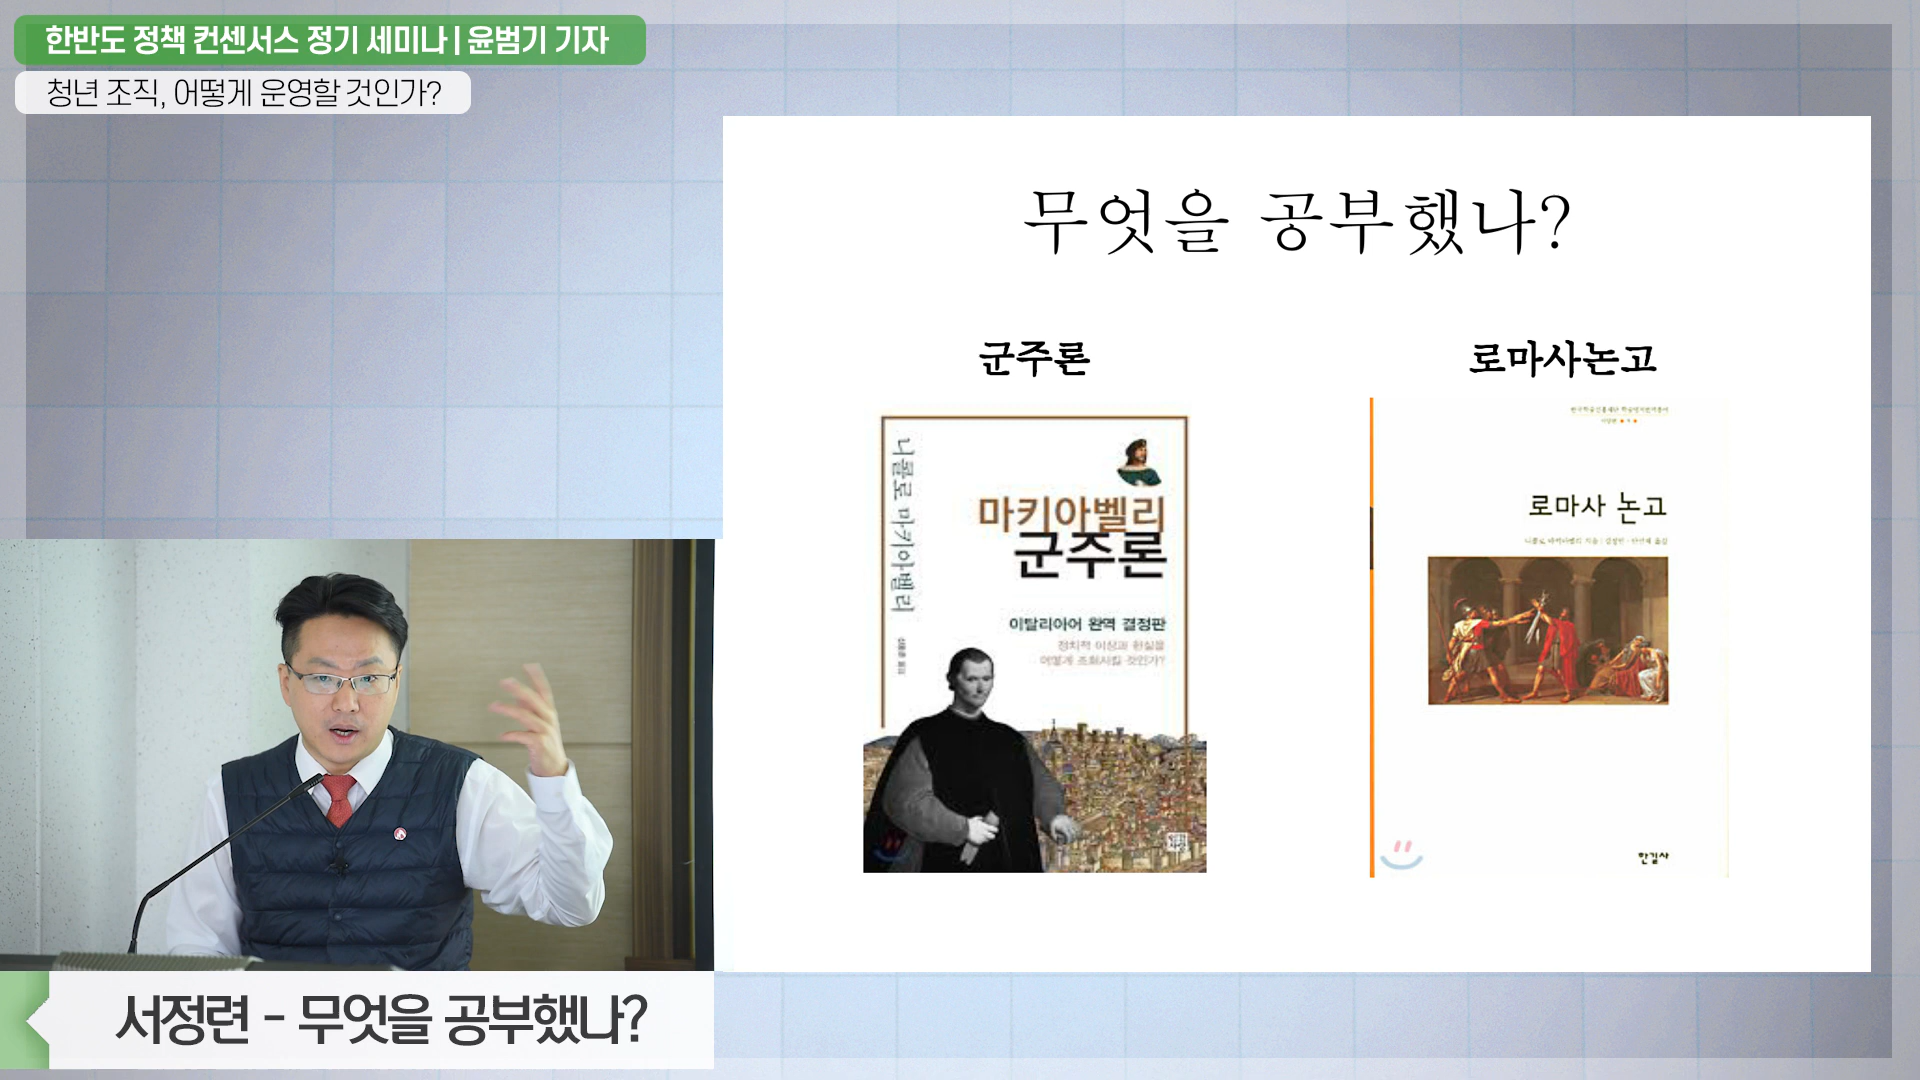 한반도 정책 컨센서스 정기 세미나 | 윤범기 기자
청년 조직, 어떻게 운영할 것인가?
무엇을 공부했나?
군주론
로마사논고
니콜로 마키아벨리
마키아벨리
군주론
이탈리아어 완역 결정판
정치적 이상과 현실을
어떻게 조화시킬 것인가?
로마사 논고
한길사
서정련 - 무엇을 공부했나?